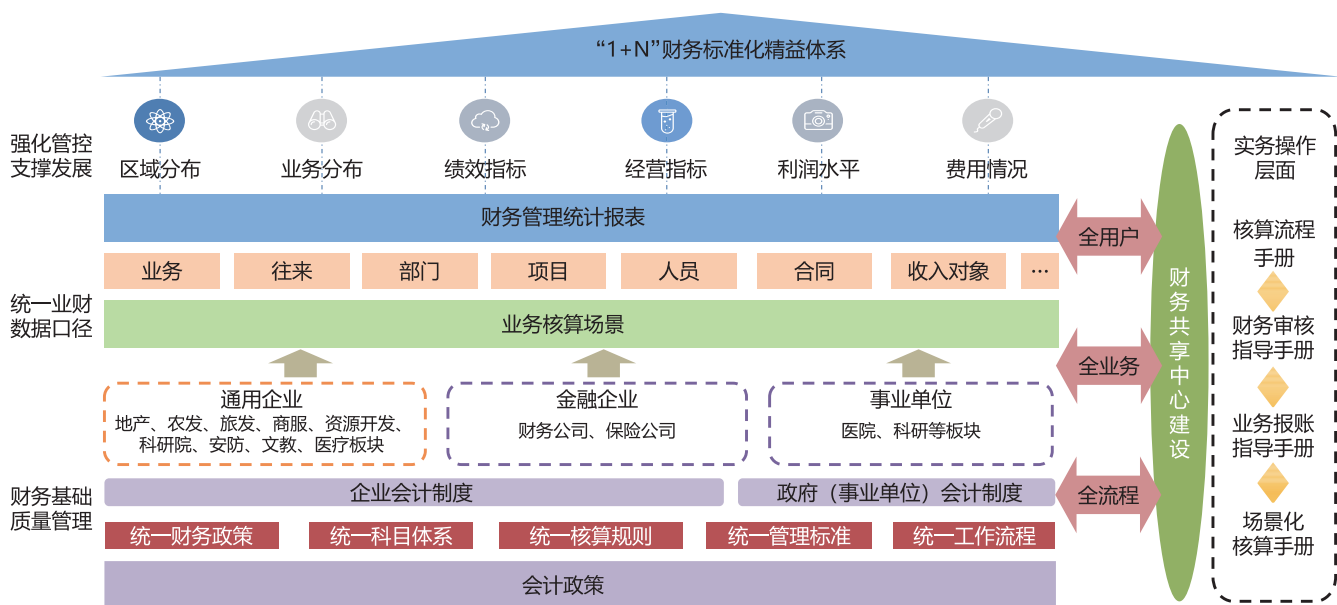 “1+N”财务标准化精益体系
强化管控
支撑发展
区域分布
业务分布
绩效指标
经营指标
利润水平
费用情况
财务管理统计报表
统一业财
数据口径
业务
往来
部门
项目
人员
合同
收入对象
…
业务核算场景
通用企业
地产、农发、旅发、商服、资源开发、
科研院、安防、文教、医疗板块
金融企业
财务公司、保险公司
事业单位
医院、科研等板块
财务基础
质量管理
企业会计制度
政府（事业单位）会计制度
统一财务政策
统一科目体系
统一核算规则
统一管理标准
统一工作流程
会计政策
全用户
全业务
全流程
财务共享中心建设
实务操作
层面
核算流程
手册
财务审核
指导手册
业务报账
指导手册
场景化
核算手册